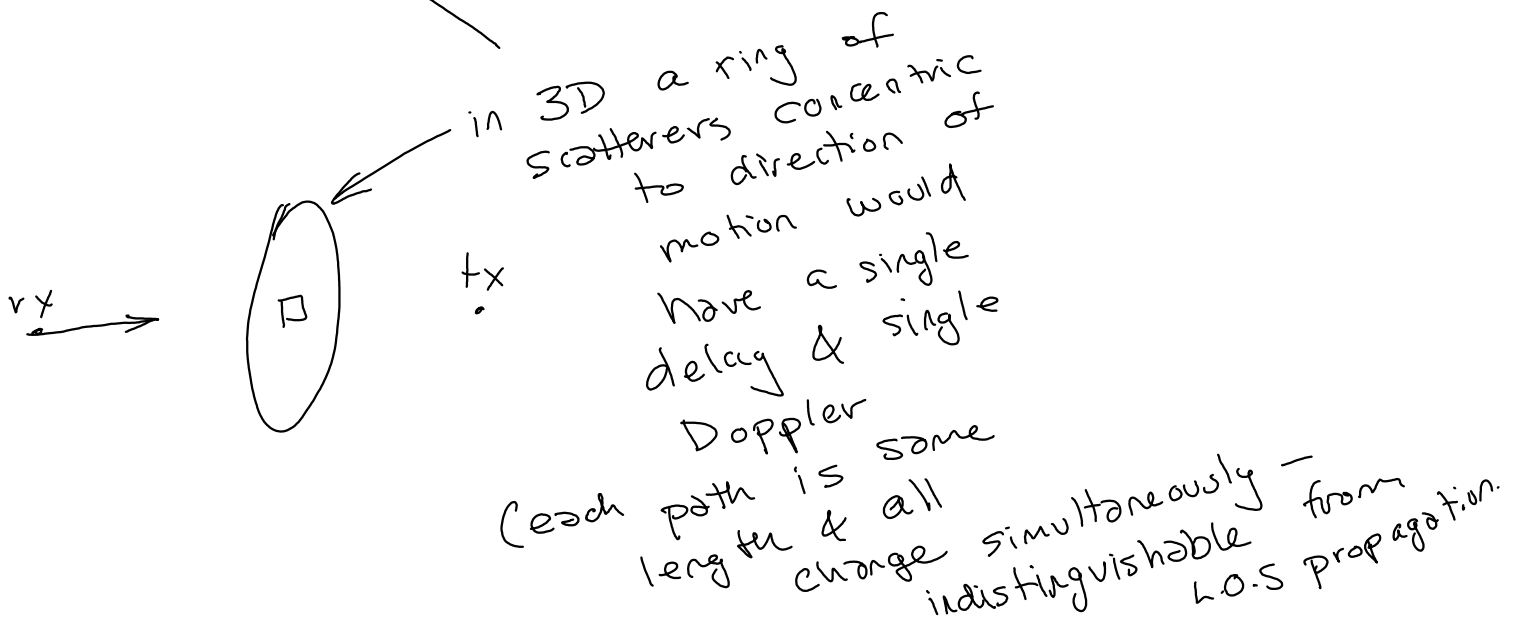 in 3D a ring of
scatterers concentric
to direction of
motion would
have a single
delay & single
Doppler
(each path is same
length & all
change simultaneously –
indistinguishable from
L.O.S propagation.
rx
tx